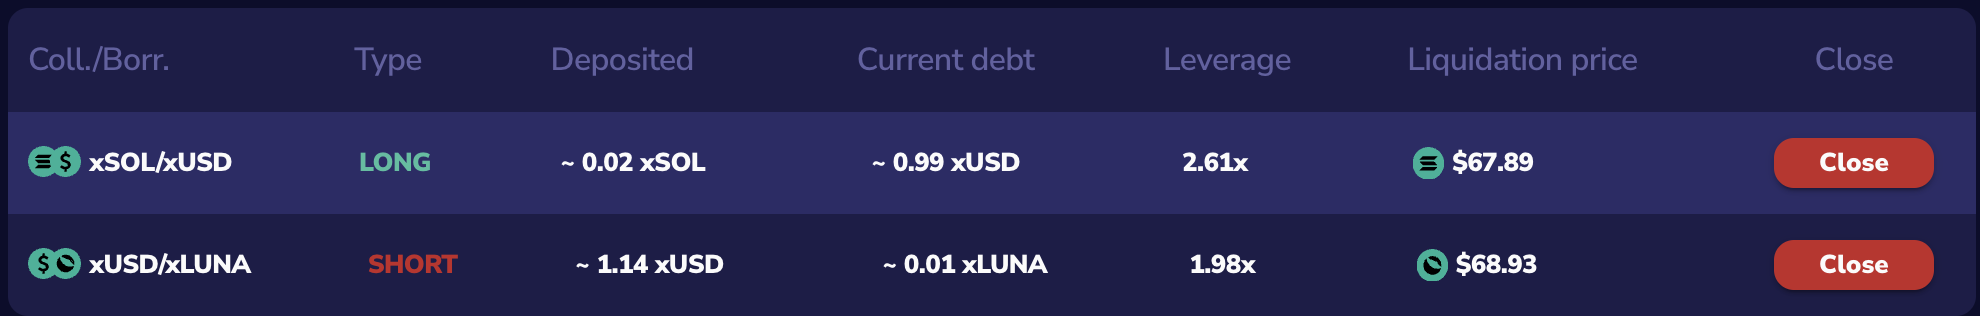 Coll./Borr. Type Deposited Current debt Leverage Liquidation price Close
xSOL/xUSD LONG ~ 0.02 xSOL ~ 0.99 xUSD 2.61x $67.89 Close
xUSD/xLUNA SHORT ~ 1.14 xUSD ~ 0.01 xLUNA 1.98x $68.93 Close